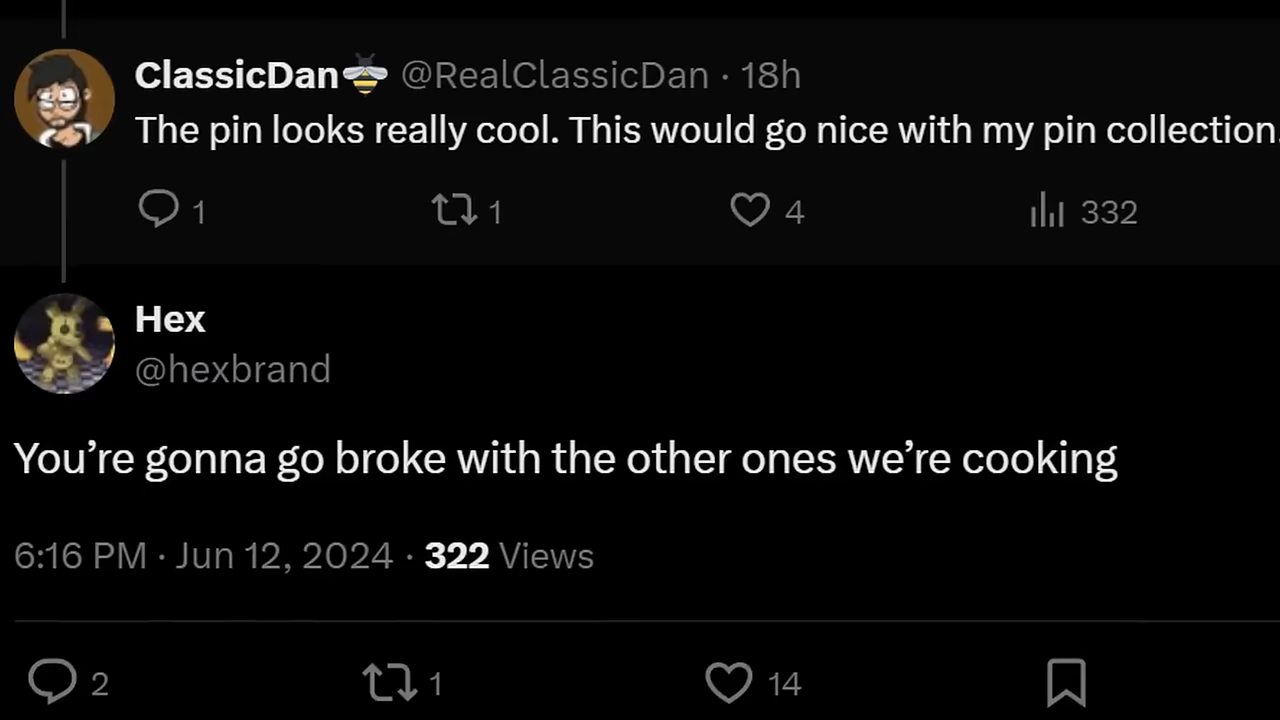 ClassicDan🐝 @RealClassicDan · 18h
The pin looks really cool. This would go nice with my pin collection.
1 1 4 332
Hex
@hexbrand
You’re gonna go broke with the other ones we’re cooking
6:16 PM · Jun 12, 2024 · 322 Views
2 1 14